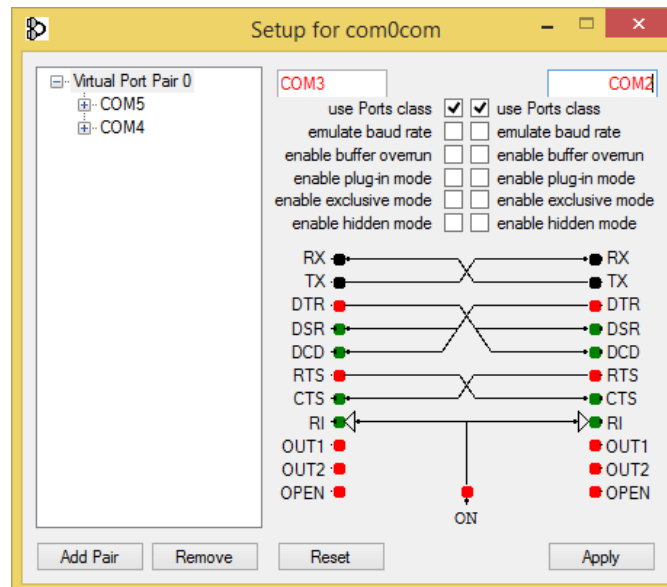 Setup for com0com
Virtual Port Pair 0
COM5
COM4
COM3 COM2
use Ports class use Ports class
emulate baud rate emulate baud rate
enable buffer overrun enable buffer overrun
enable plug-in mode enable plug-in mode
enable exclusive mode enable exclusive mode
enable hidden mode enable hidden mode
RX RX
TX TX
DTR DTR
DSR DSR
DCD DCD
RTS RTS
CTS CTS
RI RI
OUT1 OUT1
OUT2 OUT2
OPEN OPEN
ON
Add Pair Remove Reset Apply